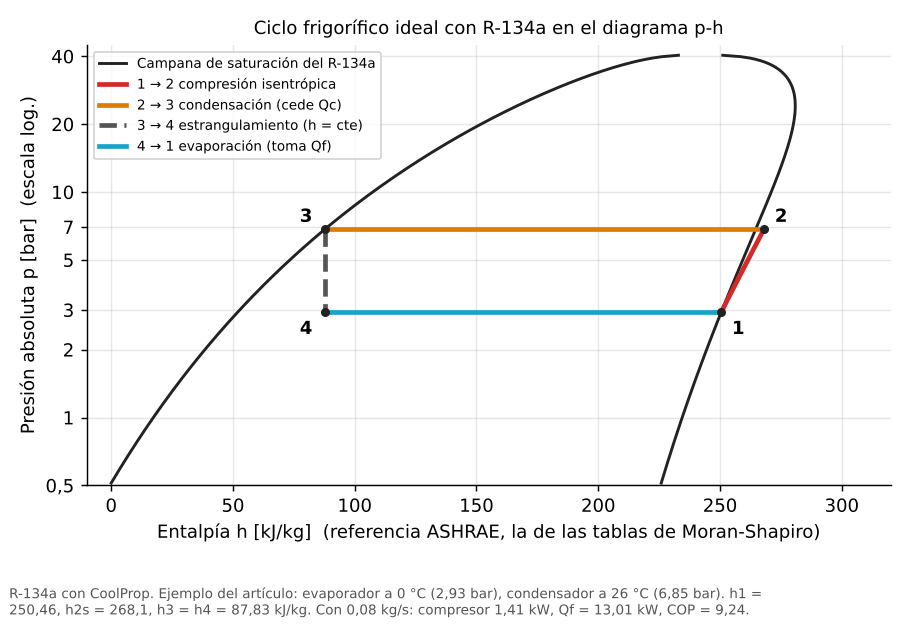 Ciclo frigorífico ideal con R-134a en el diagrama p-h
Campana de saturación del R-134a
1 → 2 compresión isentrópica
2 → 3 condensación (cede Qc)
3 → 4 estrangulamiento (h = cte)
4 → 1 evaporación (toma Qf)
Presión absoluta p [bar]  (escala log.)
40
20
10
7
5
3
2
1
0,5
3
2
4
1
0
50
100
150
200
250
300
Entalpía h [kJ/kg]  (referencia ASHRAE, la de las tablas de Moran-Shapiro)
R-134a con CoolProp. Ejemplo del artículo: evaporador a 0 °C (2,93 bar), condensador a 26 °C (6,85 bar). h1 =
250,46, h2s = 268,1, h3 = h4 = 87,83 kJ/kg. Con 0,08 kg/s: compresor 1,41 kW, Qf = 13,01 kW, COP = 9,24.